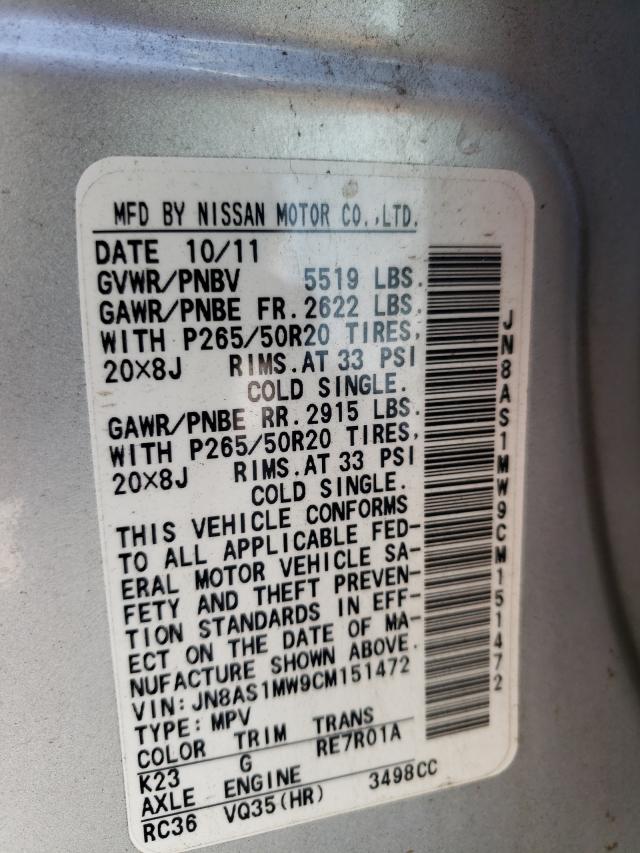 MFD BY NISSAN MOTOR CO.,LTD.
DATE 10/11
GVWR/PNBV 5519 LBS.
GAWR/PNBE FR.2622 LBS.
WITH P265/50R20 TIRES,
20×8J RIMS.AT 33 PSI
COLD SINGLE.
GAWR/PNBE RR.2915 LBS.
WITH P265/50R20 TIRES,
20×8J RIMS.AT 33 PSI
COLD SINGLE.
THIS VEHICLE CONFORMS
TO ALL APPLICABLE FED-
ERAL MOTOR VEHICLE SA-
FETY AND THEFT PREVEN-
TION STANDARDS IN EFF-
ECT ON THE DATE OF MA-
NUFACTURE SHOWN ABOVE.
VIN:JN8AS1MW9CM151472
TYPE:MPV
COLOR TRIM TRANS
K23 G RE7R01A
AXLE ENGINE
RC36 VQ35(HR) 3498CC
JN8AS1MW9CM151472